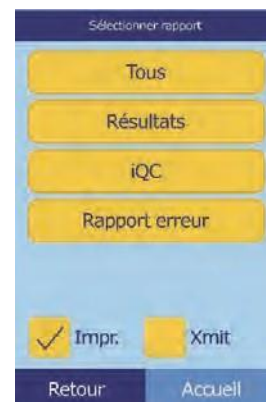 Sélectionner rapport
Tous
Résultats
iQC
Rapport erreur
Impr. Xmit
Retour Accueil